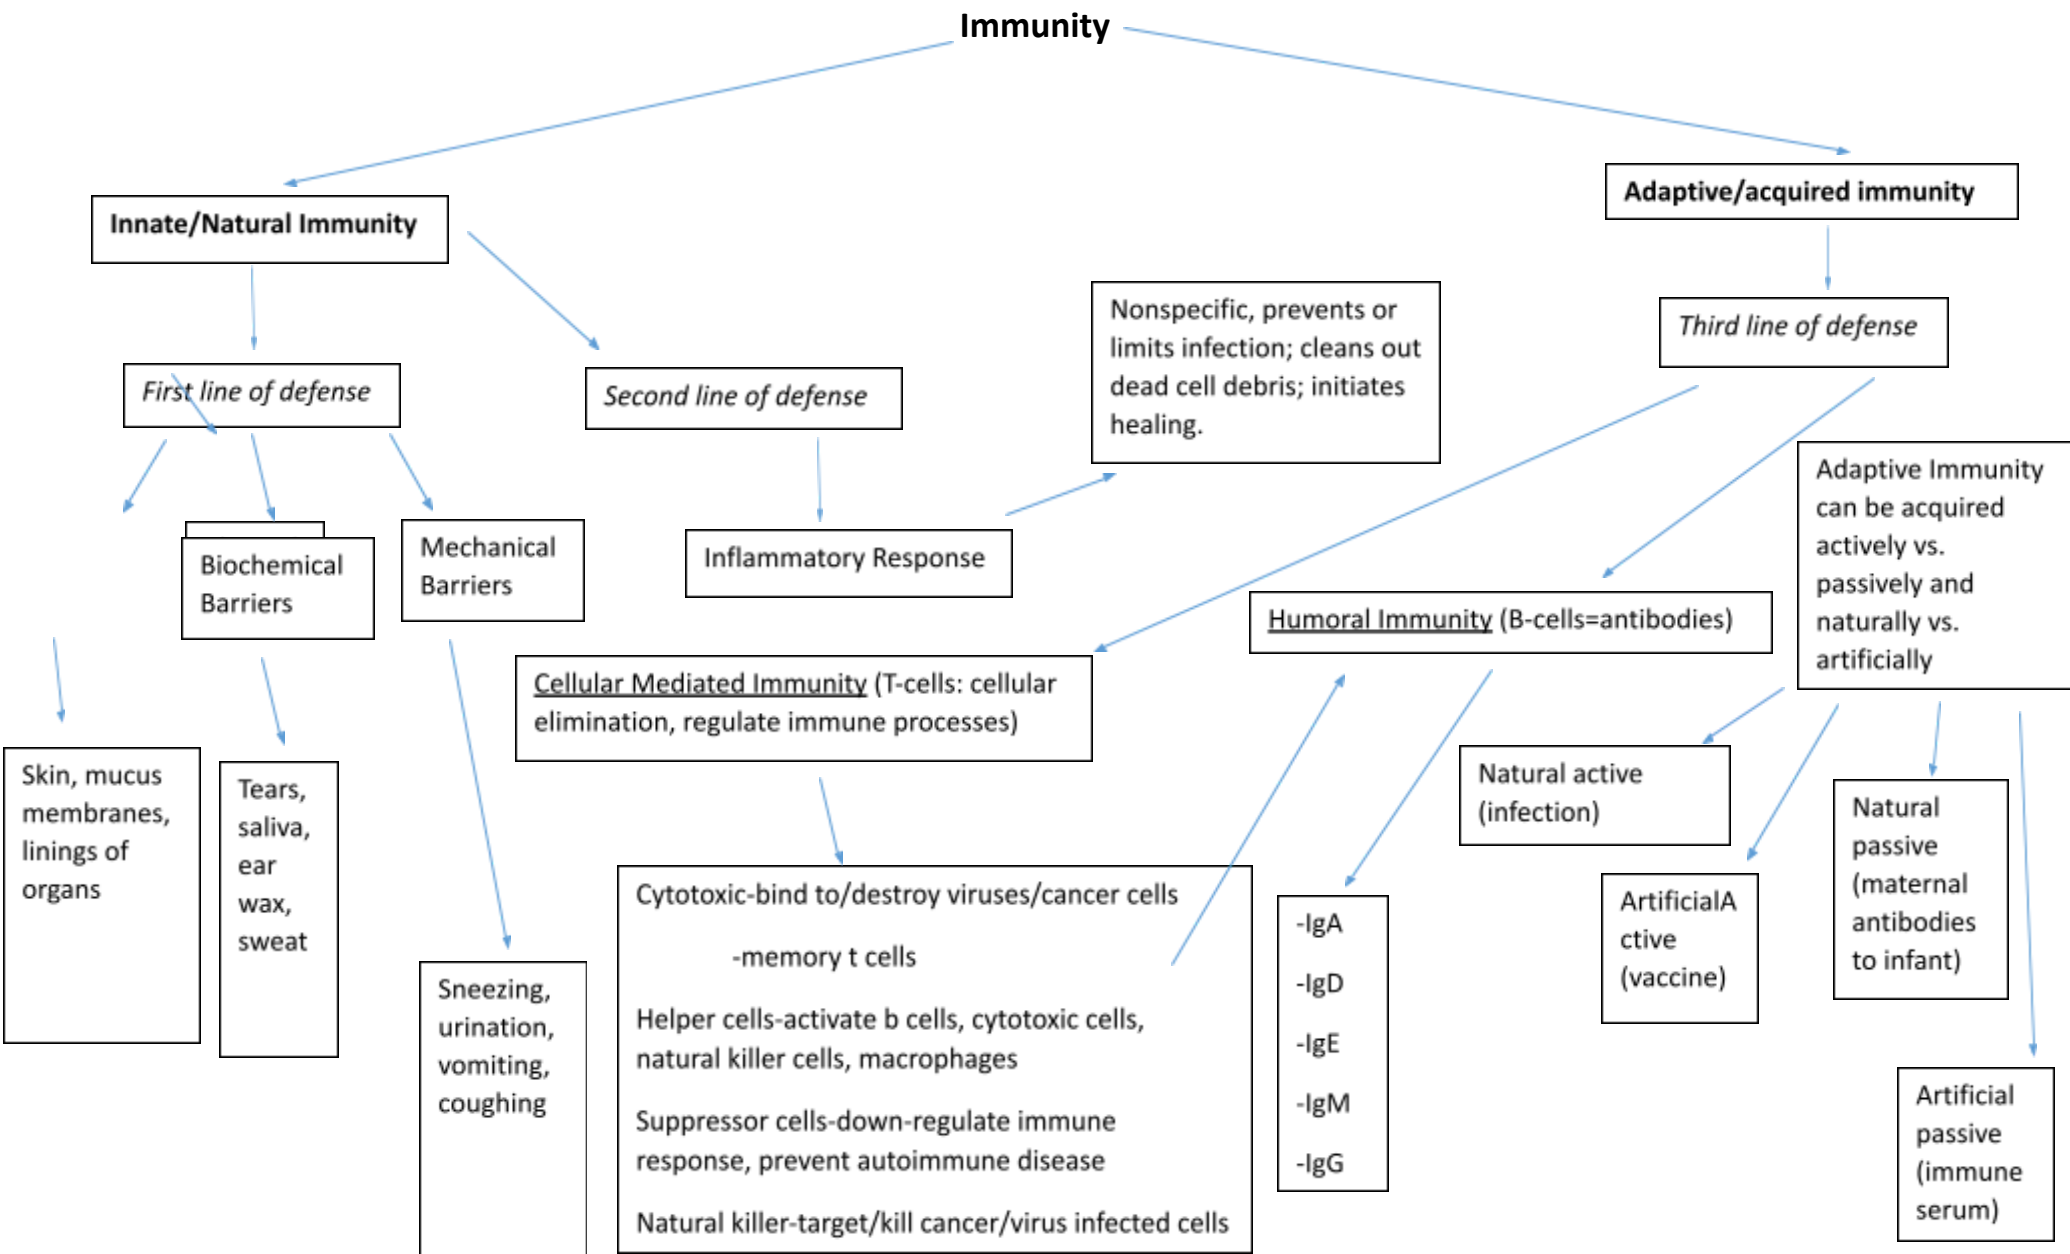 Immunity
Innate/Natural Immunity
Adaptive/acquired immunity
First line of defense
Second line of defense
Nonspecific, prevents or
limits infection; cleans out
dead cell debris; initiates
healing.
Third line of defense
Biochemical
Barriers
Mechanical
Barriers
Inflammatory Response
Adaptive Immunity
can be acquired
actively vs.
passively and
naturally vs.
artificially
Humoral Immunity (B-cells=antibodies)
Cellular Mediated Immunity (T-cells: cellular
elimination, regulate immune processes)
Skin, mucus
membranes,
linings of
organs
Tears,
saliva,
ear
wax,
sweat
Sneezing,
urination,
vomiting,
coughing
Cytotoxic-bind to/destroy viruses/cancer cells
-memory t cells
Helper cells-activate b cells, cytotoxic cells,
natural killer cells, macrophages
Suppressor cells-down-regulate immune
response, prevent autoimmune disease
Natural killer-target/kill cancer/virus infected cells
-IgA
-IgD
-IgE
-IgM
-IgG
Natural active
(infection)
ArtificialA
ctive
(vaccine)
Natural
passive
(maternal
antibodies
to infant)
Artificial
passive
(immune
serum)